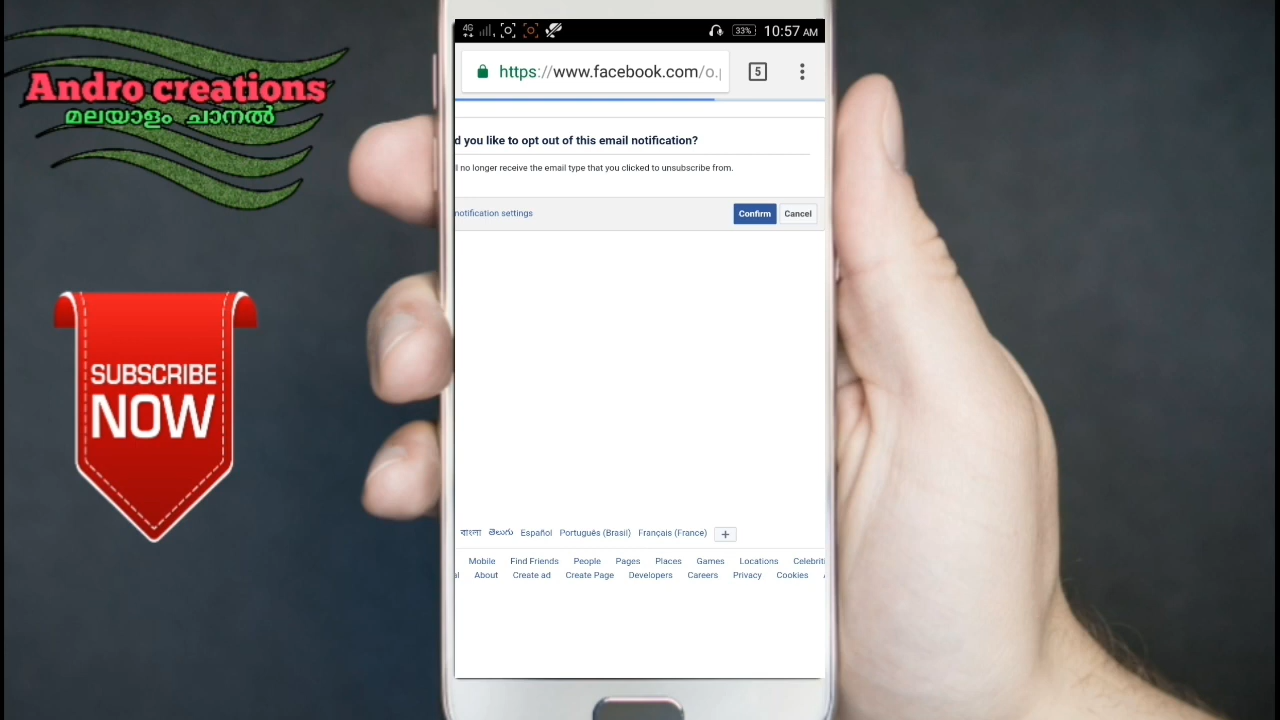 Andro creations
മലയാളം ചാനൽ
SUBSCRIBE
NOW
4G
33%
10:57 AM
https://www.facebook.com/o.p
5
d you like to opt out of this email notification?
l no longer receive the email type that you clicked to unsubscribe from.
notification settings
Confirm
Cancel
বাংলা తెలుగు Español Português (Brasil) Français (France) +
Mobile Find Friends People Pages Places Games Locations Celebriti
al About Create ad Create Page Developers Careers Privacy Cookies